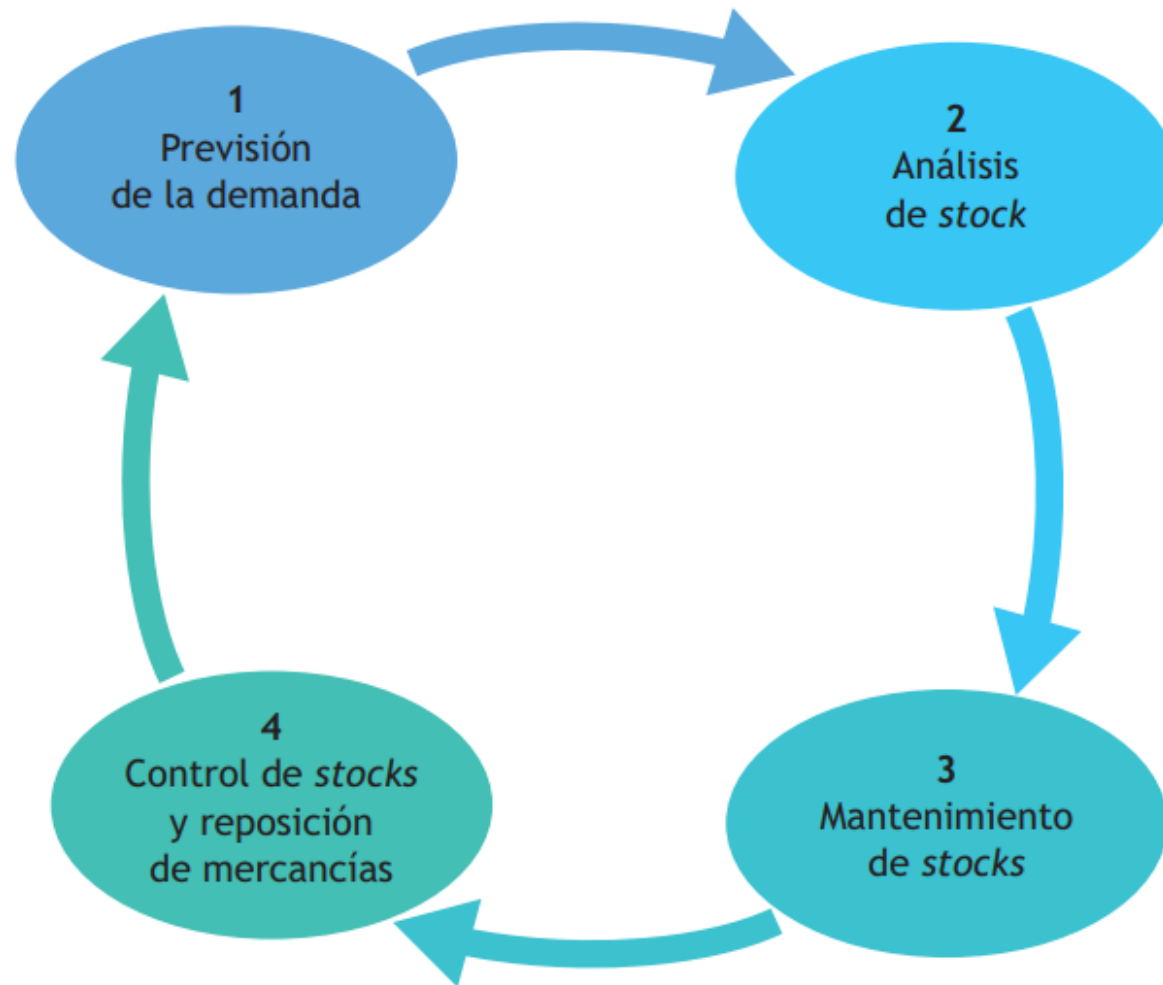 1
Previsión
de la demanda
2
Análisis
de stock
3
Mantenimiento
de stocks
4
Control de stocks
y reposición
de mercancías